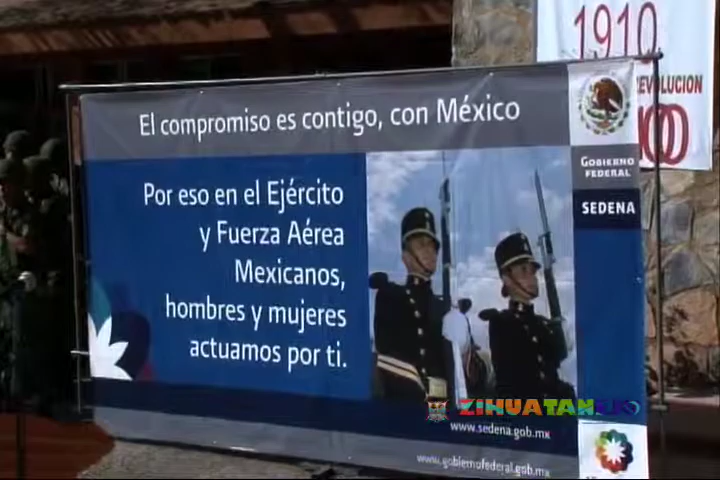 1910
REVOLUCION
El compromiso es contigo, con México
GOBIERNO
FEDERAL
SEDENA
Por eso en el Ejército
y Fuerza Aérea
Mexicanos,
hombres y mujeres
actuamos por ti.
ZIHUATANEJO
www.sedena.gob.mx
www.gobiernofederal.gob.mx